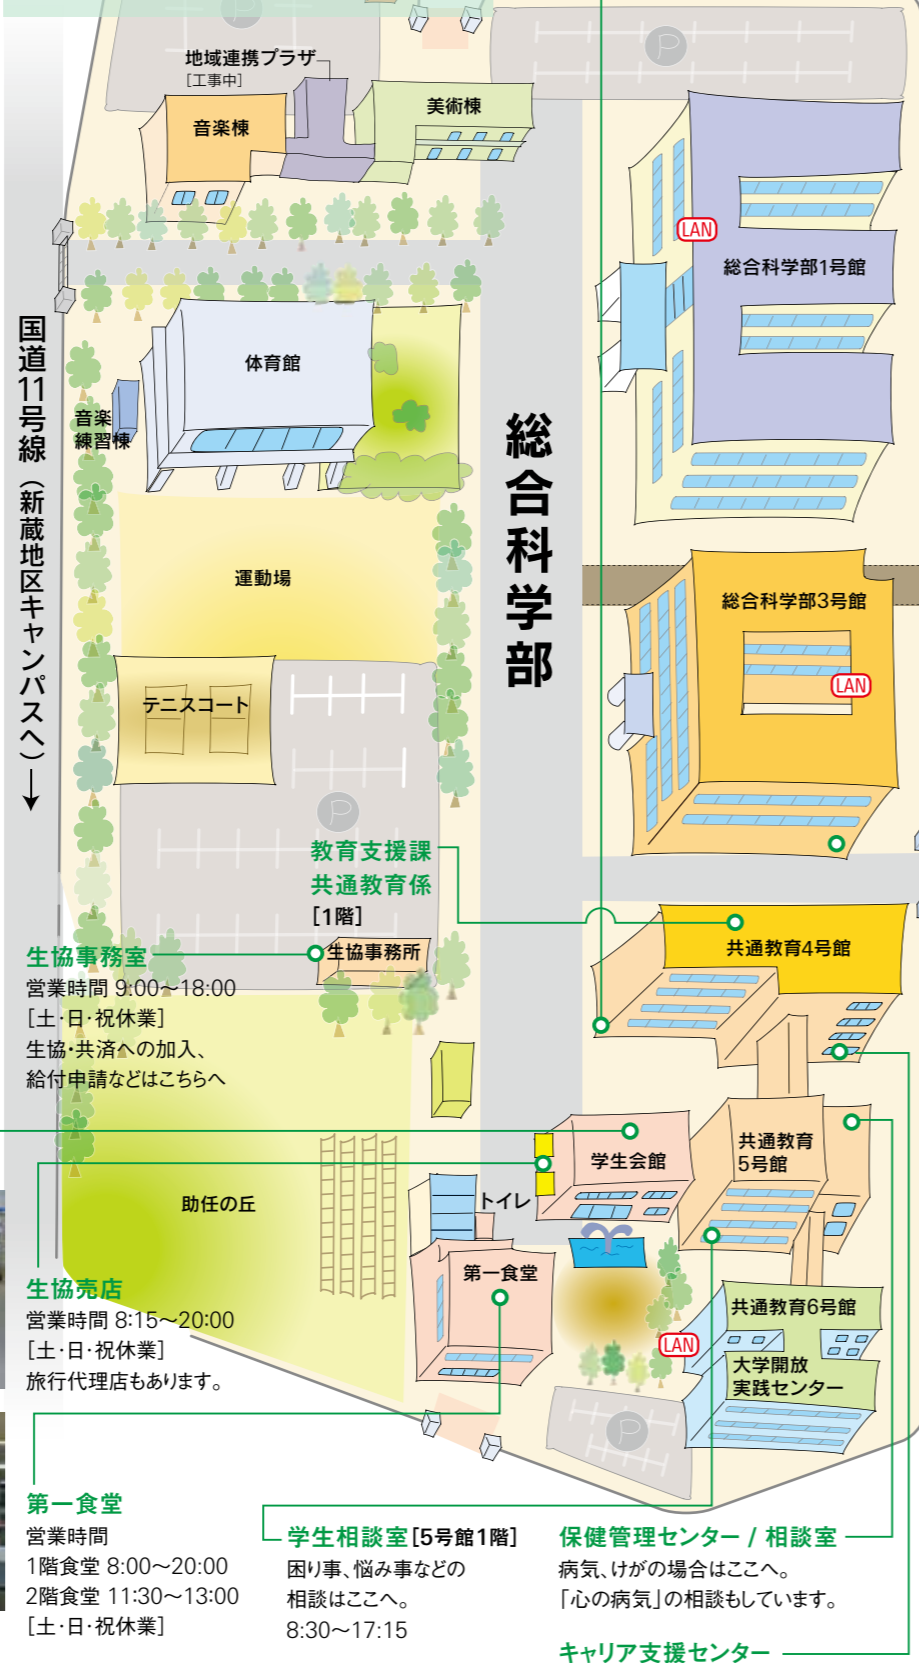 地域連携プラザ
[工事中]
音楽棟
美術棟
P
LAN
総合科学部1号館
体育館
音楽
練習棟
国道11号線（新蔵地区キャンパスへ）→
総合科学部
運動場
総合科学部3号館
LAN
テニスコート
P
教育支援課
共通教育係
[1階]
生協事務所
共通教育4号館
生協事務室
営業時間 9:00〜18:00
[土・日・祝休業]
生協・共済への加入、
給付申請などはこちらへ
学生会館
共通教育
5号館
トイレ
助任の丘
第一食堂
生協売店
営業時間 8:15〜20:00
[土・日・祝休業]
旅行代理店もあります。
共通教育6号館
LAN
大学開放
実践センター
P
第一食堂
営業時間
1階食堂 8:00〜20:00
2階食堂 11:30〜13:00
[土・日・祝休業]
学生相談室[5号館1階]
困り事、悩み事などの
相談はここへ。
8:30〜17:15
保健管理センター / 相談室
病気、けがの場合はここへ。
「心の病気」の相談もしています。
キャリア支援センター